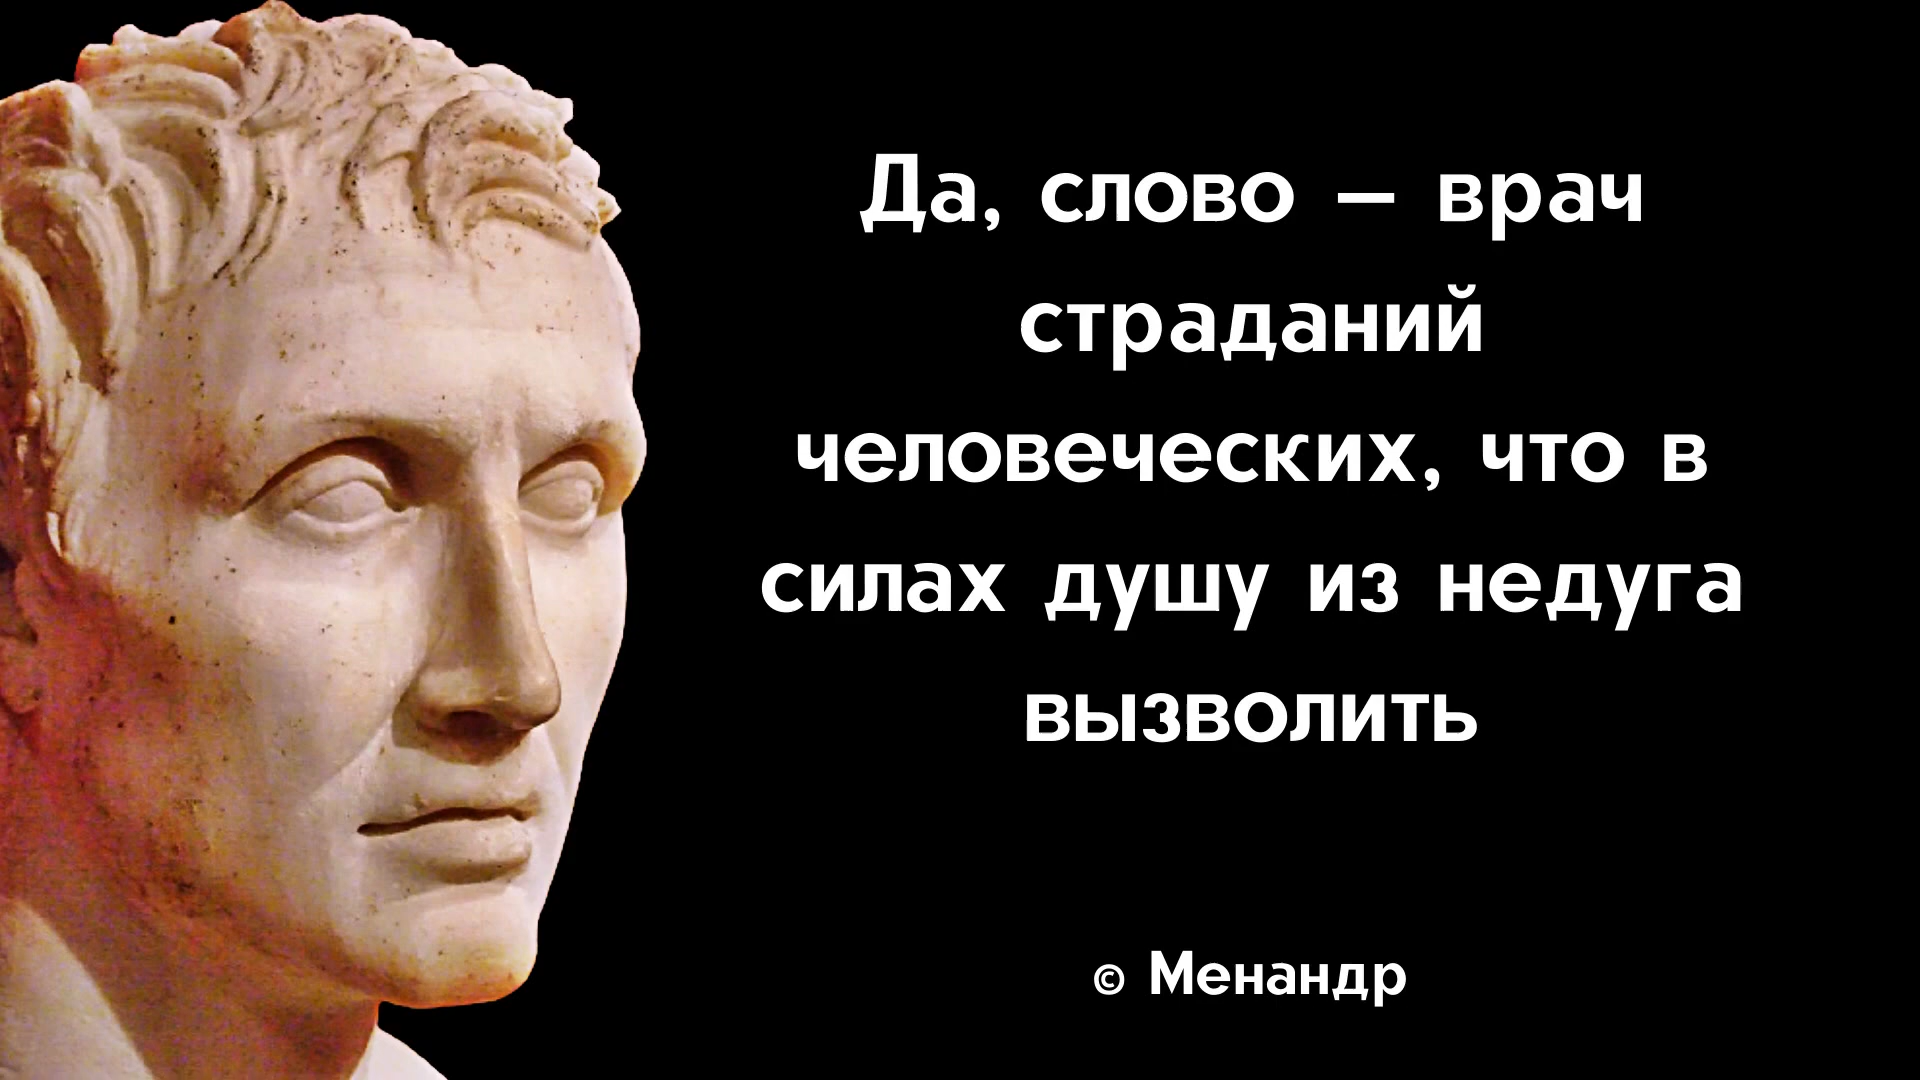 Да, слово – врач
страданий
человеческих, что в
силах душу из недуга
вызволить
© Менандр